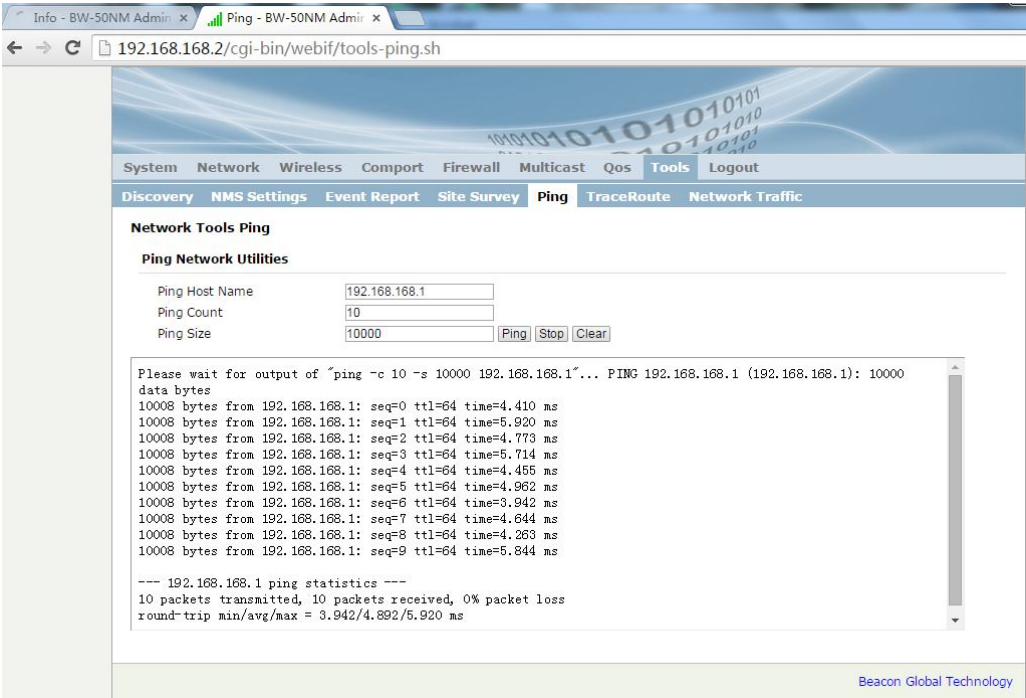 Info - BW-50NM Admin
Ping - BW-50NM Admin
192.168.168.2/cgi-bin/webif/tools-ping.sh
System Network Wireless Comport Firewall Multicast Qos Tools Logout
Discovery NMS Settings Event Report Site Survey Ping TraceRoute Network Traffic
Network Tools Ping
Ping Network Utilities
Ping Host Name 192.168.168.1
Ping Count 10
Ping Size 10000 Ping Stop Clear
Please wait for output of "ping -c 10 -s 10000 192.168.168.1"... PING 192.168.168.1 (192.168.168.1): 10000
data bytes
10008 bytes from 192.168.168.1: seq=0 ttl=64 time=4.410 ms
10008 bytes from 192.168.168.1: seq=1 ttl=64 time=5.920 ms
10008 bytes from 192.168.168.1: seq=2 ttl=64 time=4.773 ms
10008 bytes from 192.168.168.1: seq=3 ttl=64 time=5.714 ms
10008 bytes from 192.168.168.1: seq=4 ttl=64 time=4.455 ms
10008 bytes from 192.168.168.1: seq=5 ttl=64 time=4.962 ms
10008 bytes from 192.168.168.1: seq=6 ttl=64 time=3.942 ms
10008 bytes from 192.168.168.1: seq=7 ttl=64 time=4.644 ms
10008 bytes from 192.168.168.1: seq=8 ttl=64 time=4.263 ms
10008 bytes from 192.168.168.1: seq=9 ttl=64 time=5.844 ms
--- 192.168.168.1 ping statistics ---
10 packets transmitted, 10 packets received, 0% packet loss
round-trip min/avg/max = 3.942/4.892/5.920 ms
Beacon Global Technology